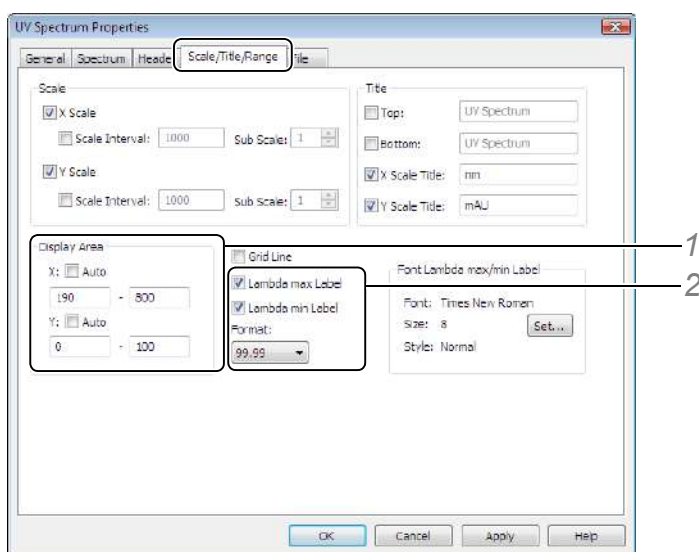 UV Spectrum Properties
General Spectrum Header Scale/Title/Range File
Scale
X Scale
Scale Interval: 1000 Sub Scale: 1
Y Scale
Scale Interval: 1000 Sub Scale: 1
Title
Top: UV Spectrum
Bottom: UV Spectrum
X Scale Title: nm
Y Scale Title: mAU
Display Area
X: Auto
190 - 800
Y: Auto
0 - 100
Grid Line
Lambda max Label
Lambda min Label
Format:
99.99
Font Lambda max/min Label
Font: Times New Roman
Size: 8
Set...
Style: Normal
1
2
OK Cancel Apply Help